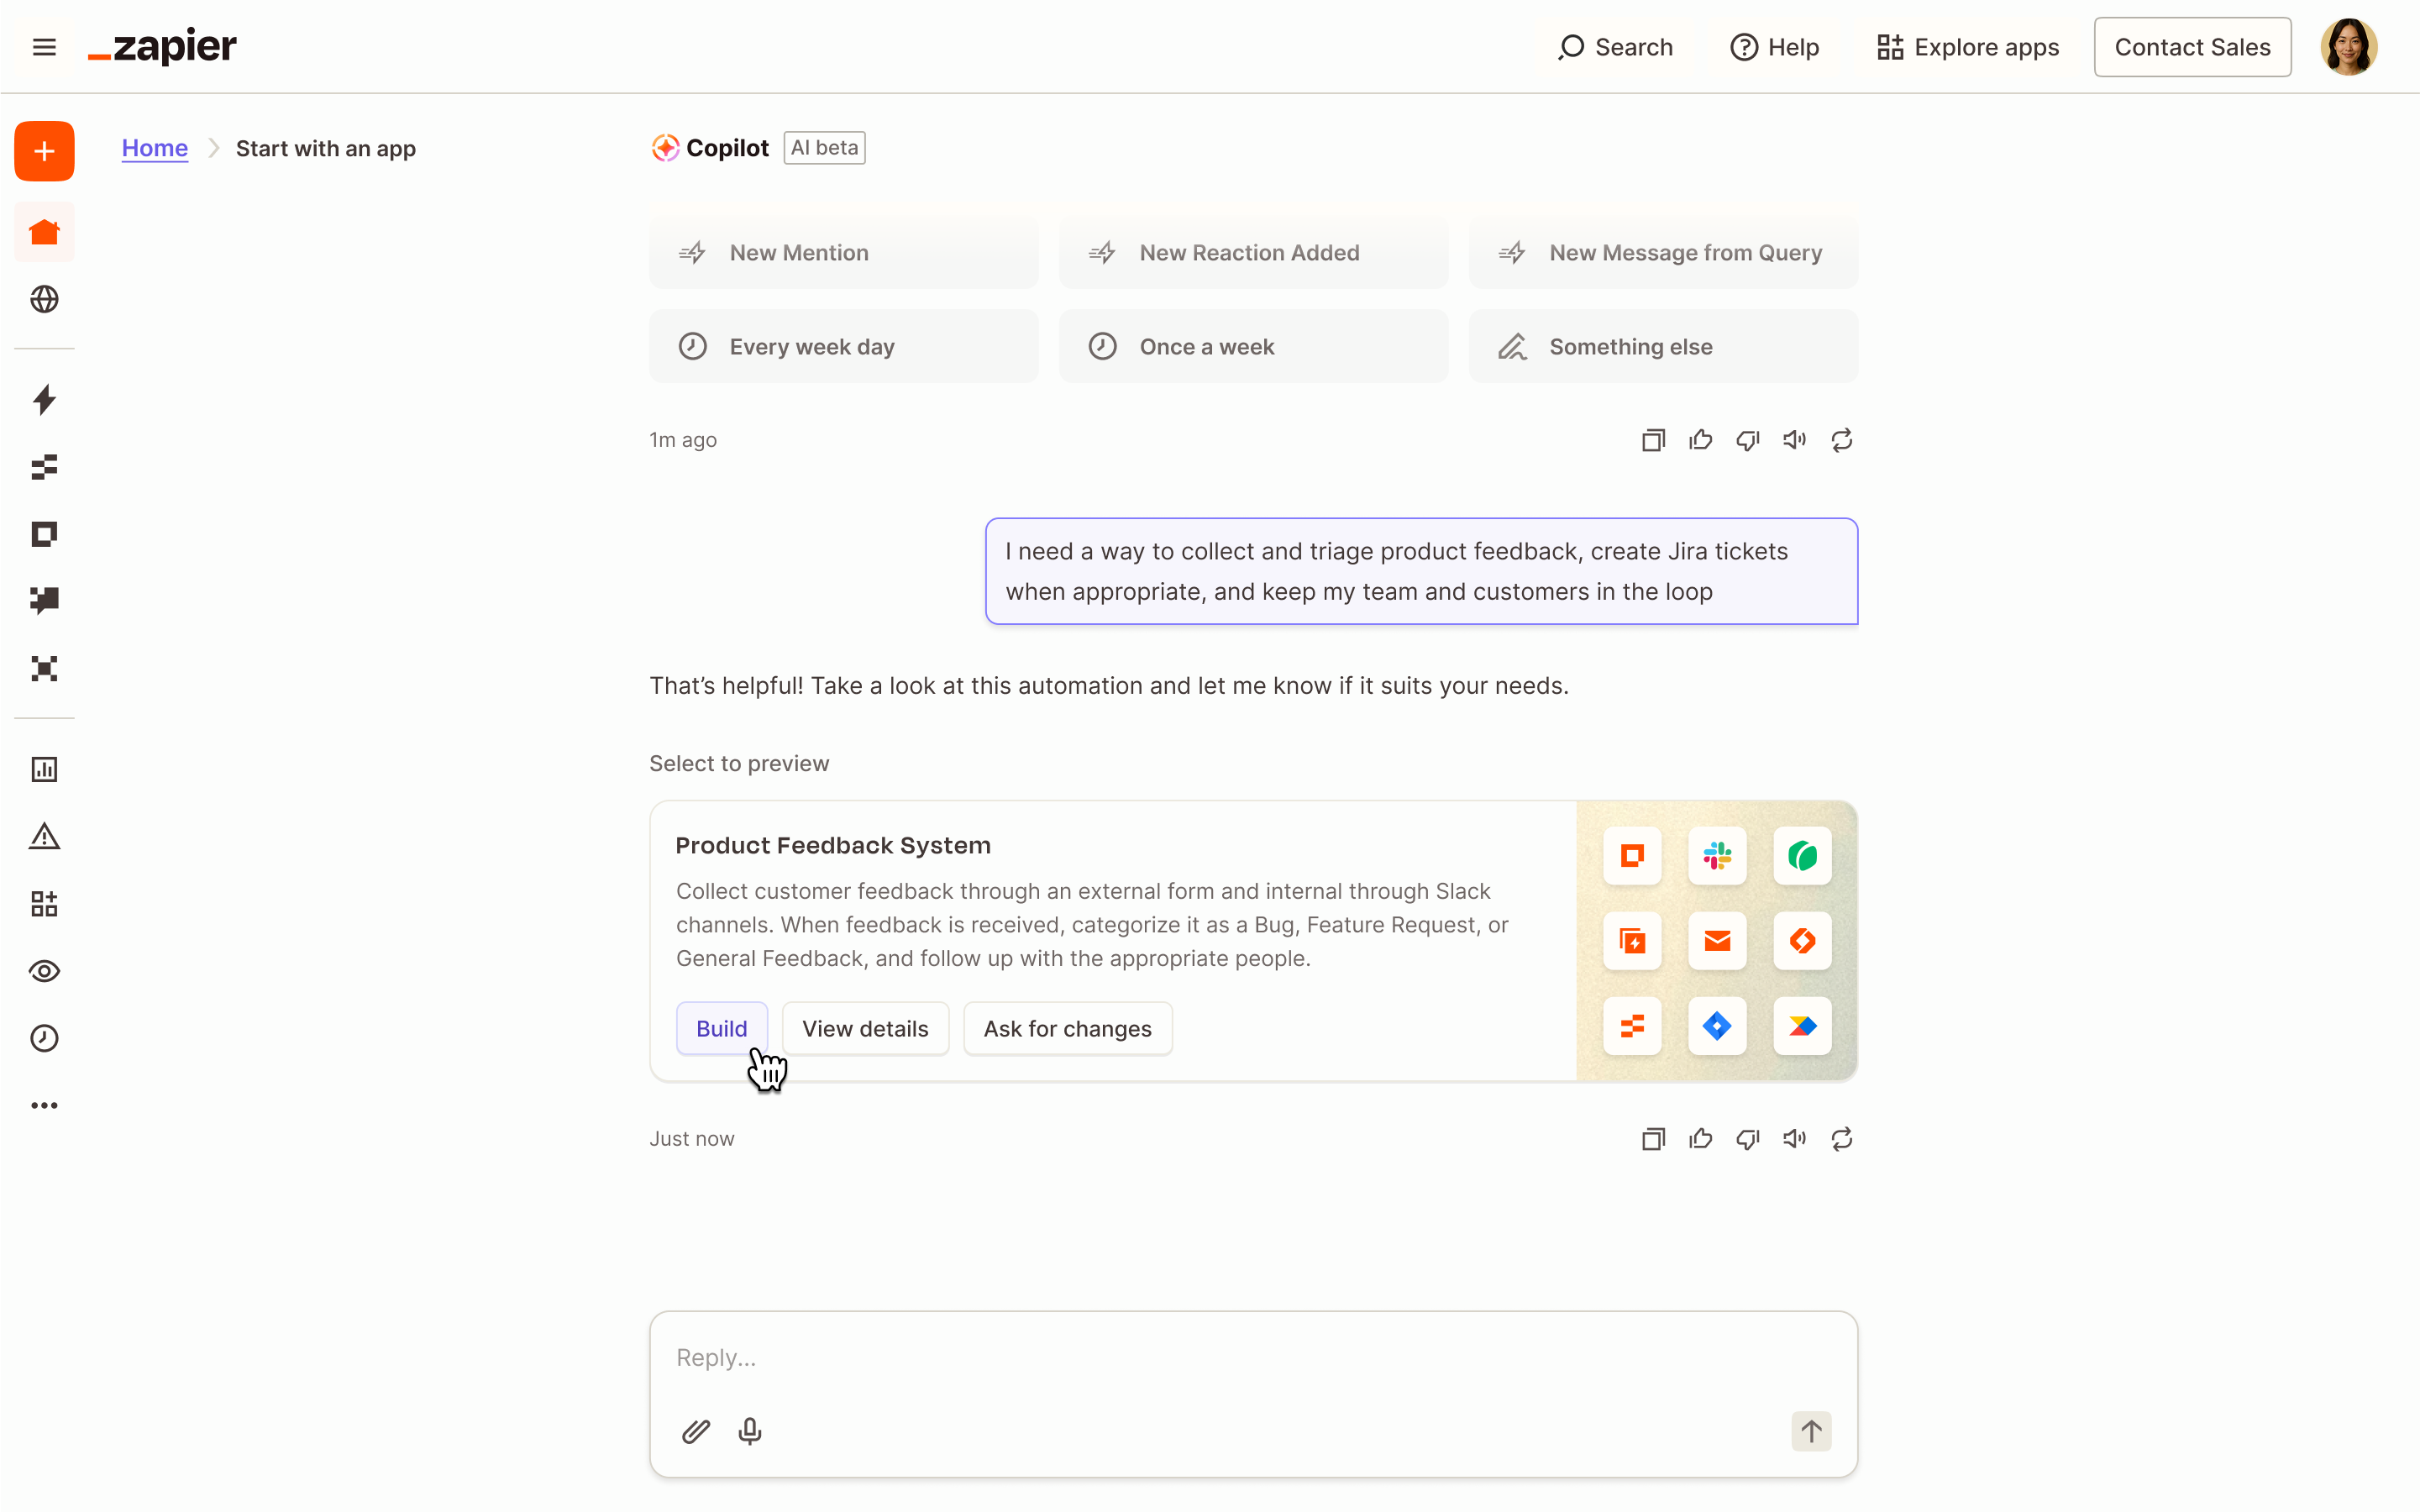 zapier
Search
Help
Explore apps
Contact Sales
Home
Start with an app
Copilot
AI beta
New Mention
New Reaction Added
New Message from Query
Every week day
Once a week
Something else
1m ago
I need a way to collect and triage product feedback, create Jira tickets
when appropriate, and keep my team and customers in the loop
That’s helpful! Take a look at this automation and let me know if it suits your needs.
Select to preview
Product Feedback System
Collect customer feedback through an external form and internal through Slack
channels. When feedback is received, categorize it as a Bug, Feature Request, or
General Feedback, and follow up with the appropriate people.
Build
View details
Ask for changes
Just now
Reply...